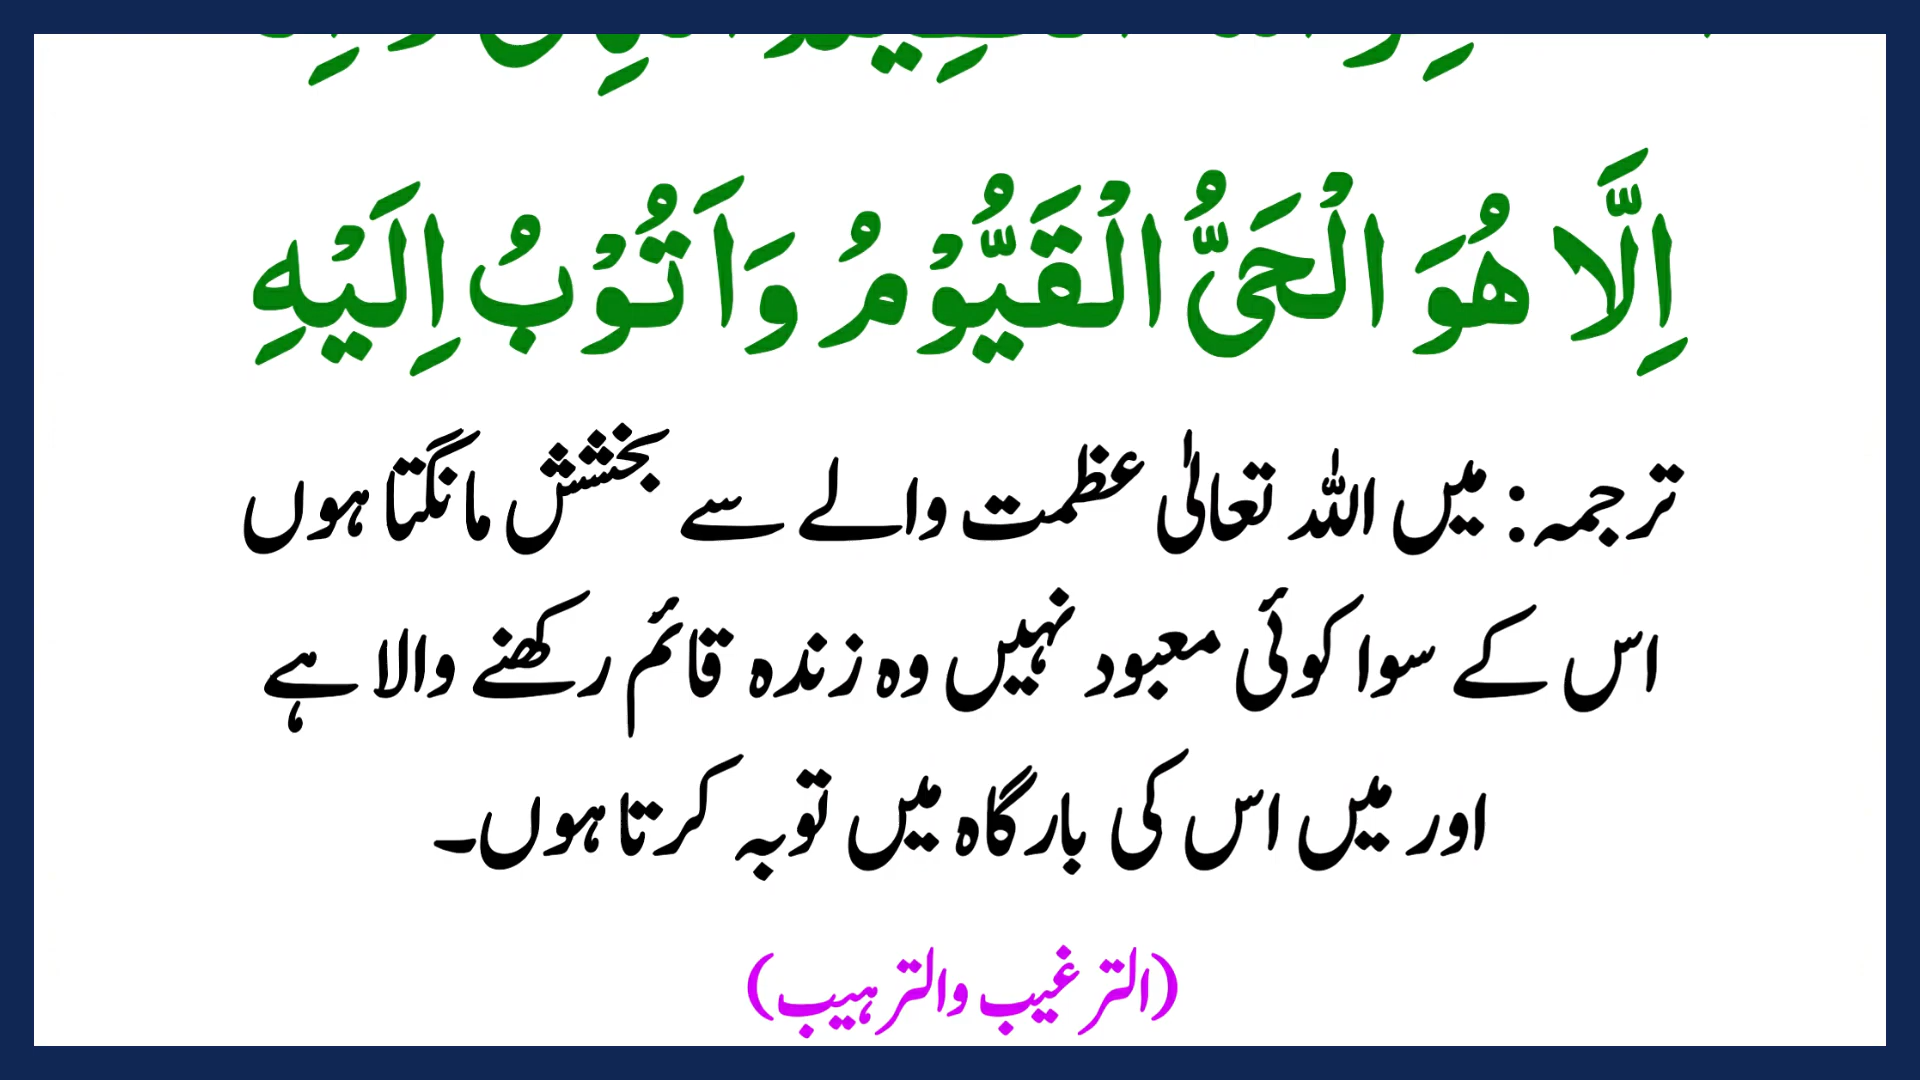 اِلَّا هُوَ الْحَیُّ الْقَیُّوْمُ وَاَتُوْبُ اِلَیْهِ
ترجمہ: میں اللہ تعالیٰ عظمت والے سے بخشش مانگتا ہوں
اس کے سوا کوئی معبود نہیں وہ زندہ قائم رکھنے والا ہے
اور میں اس کی بارگاہ میں توبہ کرتا ہوں۔
(الترغیب والترہیب)